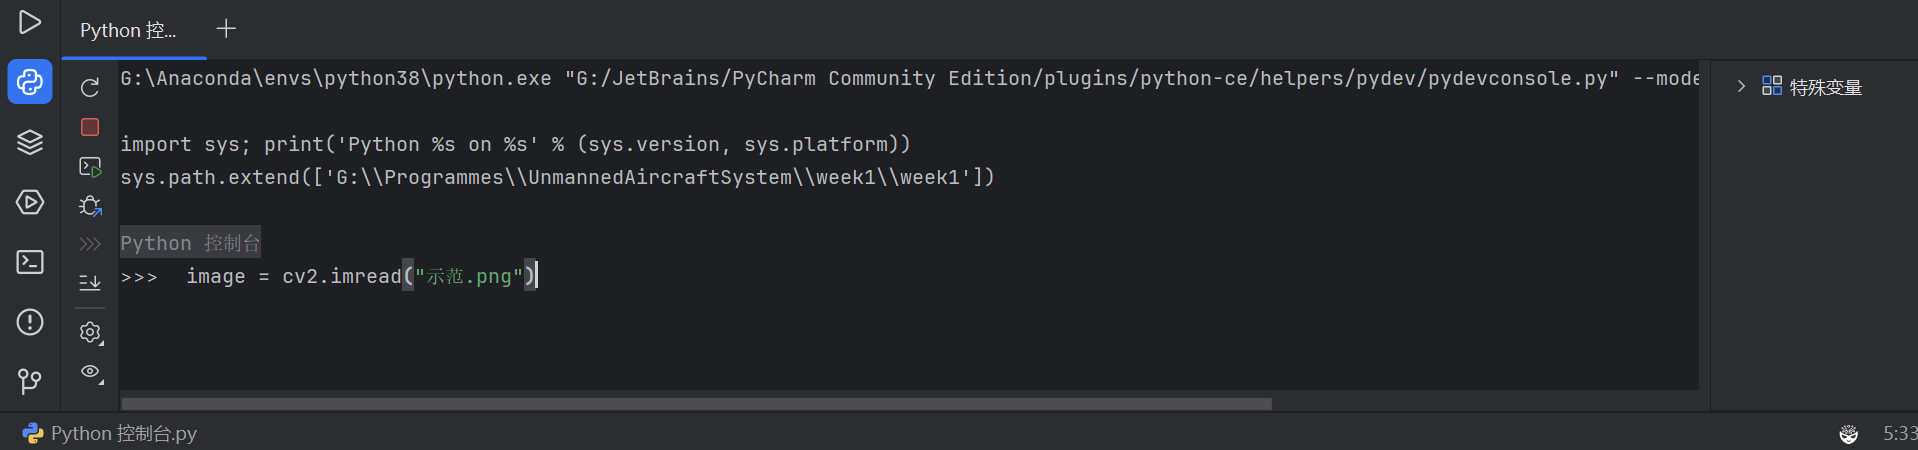 Python 控...
G:\Anaconda\envs\python38\python.exe "G:/JetBrains/PyCharm Community Edition/plugins/python-ce/helpers/pydev/pydevconsole.py" --mode
特殊变量
import sys; print('Python %s on %s' % (sys.version, sys.platform))
sys.path.extend(['G:\\Programmes\\UnmannedAircraftSystem\\week1\\week1'])
Python 控制台
>>> image = cv2.imread("示范.png")
Python 控制台.py
5:33